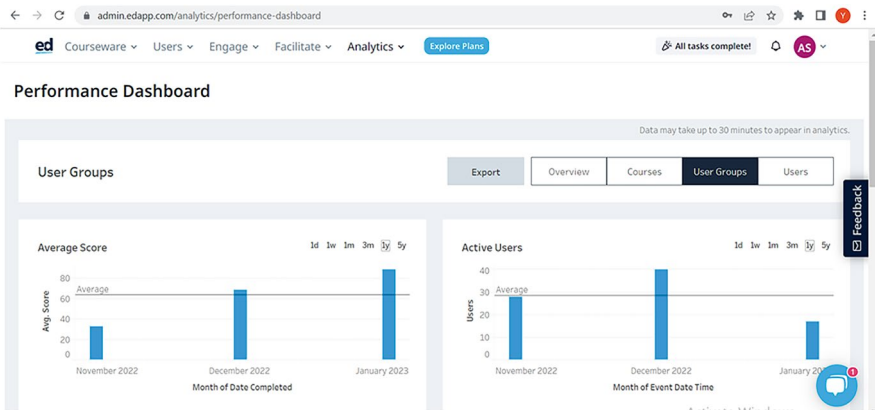 admin.edapp.com/analytics/performance-dashboard
Y
ed Courseware Users Engage Facilitate Analytics Explore Plans All tasks complete! AS
Performance Dashboard
Data may take up to 30 minutes to appear in analytics.
User Groups Export Overview Courses User Groups Users
Feedback
Average Score 1d 1w 1m 3m 1y 5y
80
Average
60
40
20
0
Avg. Score
November 2022 December 2022 January 2023
Month of Date Completed
Active Users 1d 1w 1m 3m 1y 5y
40
30 Average
20
10
0
Users
November 2022 December 2022 January 20
Month of Event Date Time
1